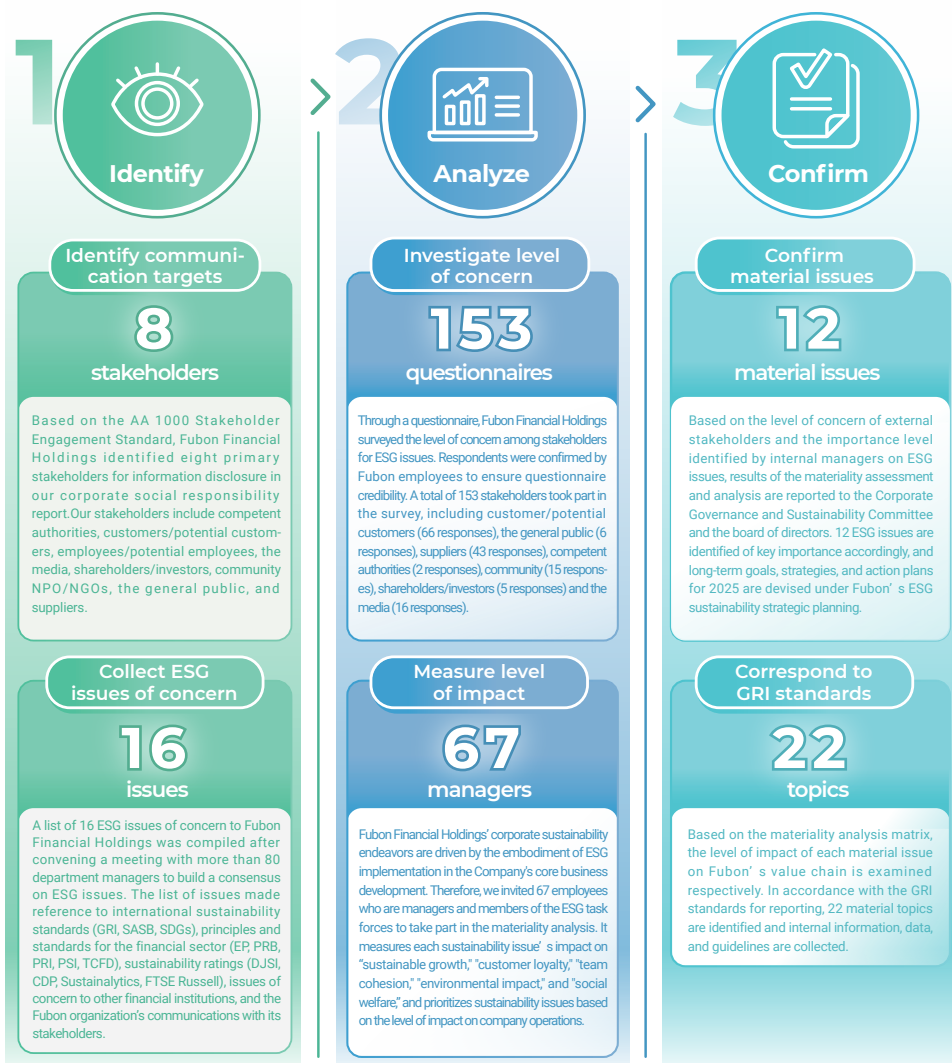 1
Identify
Identify communi-
cation targets
8
stakeholders
Based on the AA 1000 Stakeholder
Engagement Standard, Fubon Financial
Holdings identified eight primary
stakeholders for information disclosure in
our corporate social responsibility
report.Our stakeholders include competent
authorities, customers/potential custom-
ers, employees/potential employees, the
media, shareholders/investors, community
NPO/NGOs, the general public, and
suppliers.
Collect ESG
issues of concern
16
issues
A list of 16 ESG issues of concern to Fubon
Financial Holdings was compiled after
convening a meeting with more than 80
department managers to build a consensus
on ESG issues. The list of issues made
reference to international sustainability
standards (GRI, SASB, SDGs), principles and
standards for the financial sector (EP, PRB,
PRI, PSI, TCFD), sustainability ratings (DJSI,
CDP, Sustainalytics, FTSE Russell), issues of
concern to other financial institutions, and the
Fubon organization's communications with its
stakeholders.
2
Analyze
Investigate level
of concern
153
questionnaires
Through a questionnaire, Fubon Financial Holdings
surveyed the level of concern among stakeholders
for ESG issues. Respondents were confirmed by
Fubon employees to ensure questionnaire
credibility. A total of 153 stakeholders took part in
the survey, including customer/potential
customers (66 responses), the general public (6
responses), suppliers (43 responses), competent
authorities (2 responses), community (15 respons-
es), shareholders/investors (5 responses) and the
media (16 responses).
Measure level
of impact
67
managers
Fubon Financial Holdings' corporate sustainability
endeavors are driven by the embodiment of ESG
implementation in the Company's core business
development. Therefore, we invited 67 employees
who are managers and members of the ESG task
forces to take part in the materiality analysis. It
measures each sustainability issue' s impact on
"sustainable growth," "customer loyalty," "team
cohesion," "environmental impact," and "social
welfare," and prioritizes sustainability issues based
on the level of impact on company operations.
3
Confirm
Confirm
material issues
12
material issues
Based on the level of concern of external
stakeholders and the importance level
identified by internal managers on ESG
issues, results of the materiality assessment
and analysis are reported to the Corporate
Governance and Sustainability Committee
and the board of directors. 12 ESG issues are
identified of key importance accordingly, and
long-term goals, strategies, and action plans
for 2025 are devised under Fubon' s ESG
sustainability strategic planning.
Correspond to
GRI standards
22
topics
Based on the materiality analysis matrix,
the level of impact of each material issue
on Fubon' s value chain is examined
respectively. In accordance with the GRI
standards for reporting, 22 material topics
are identified and internal information, data,
and guidelines are collected.